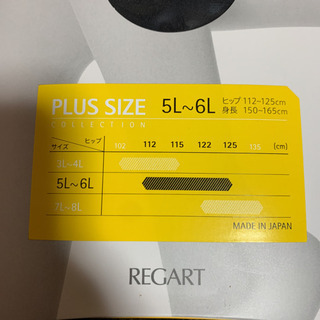 PLUS SIZE
COLLECTION
5L~6L
ヒップ 112~125cm
身長 150~165cm
ヒップ
サイズ
102 112 115 122 125 135 (cm)
3L~4L
5L~6L
7L~8L
MADE IN JAPAN
REGART